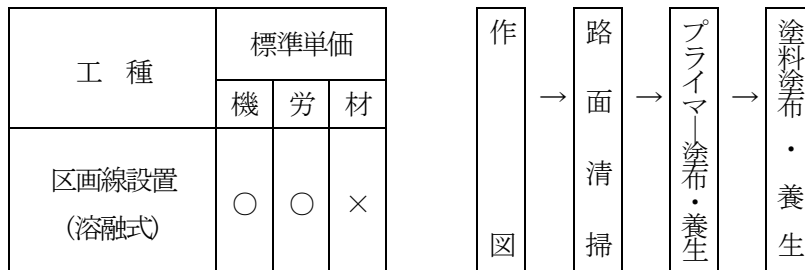 工 種
標準単価
機 労 材
区画線設置
(溶融式)
○ ○ ×
作図
→
路面清掃
→
プライマー塗布・養生
→
塗料塗布・養生